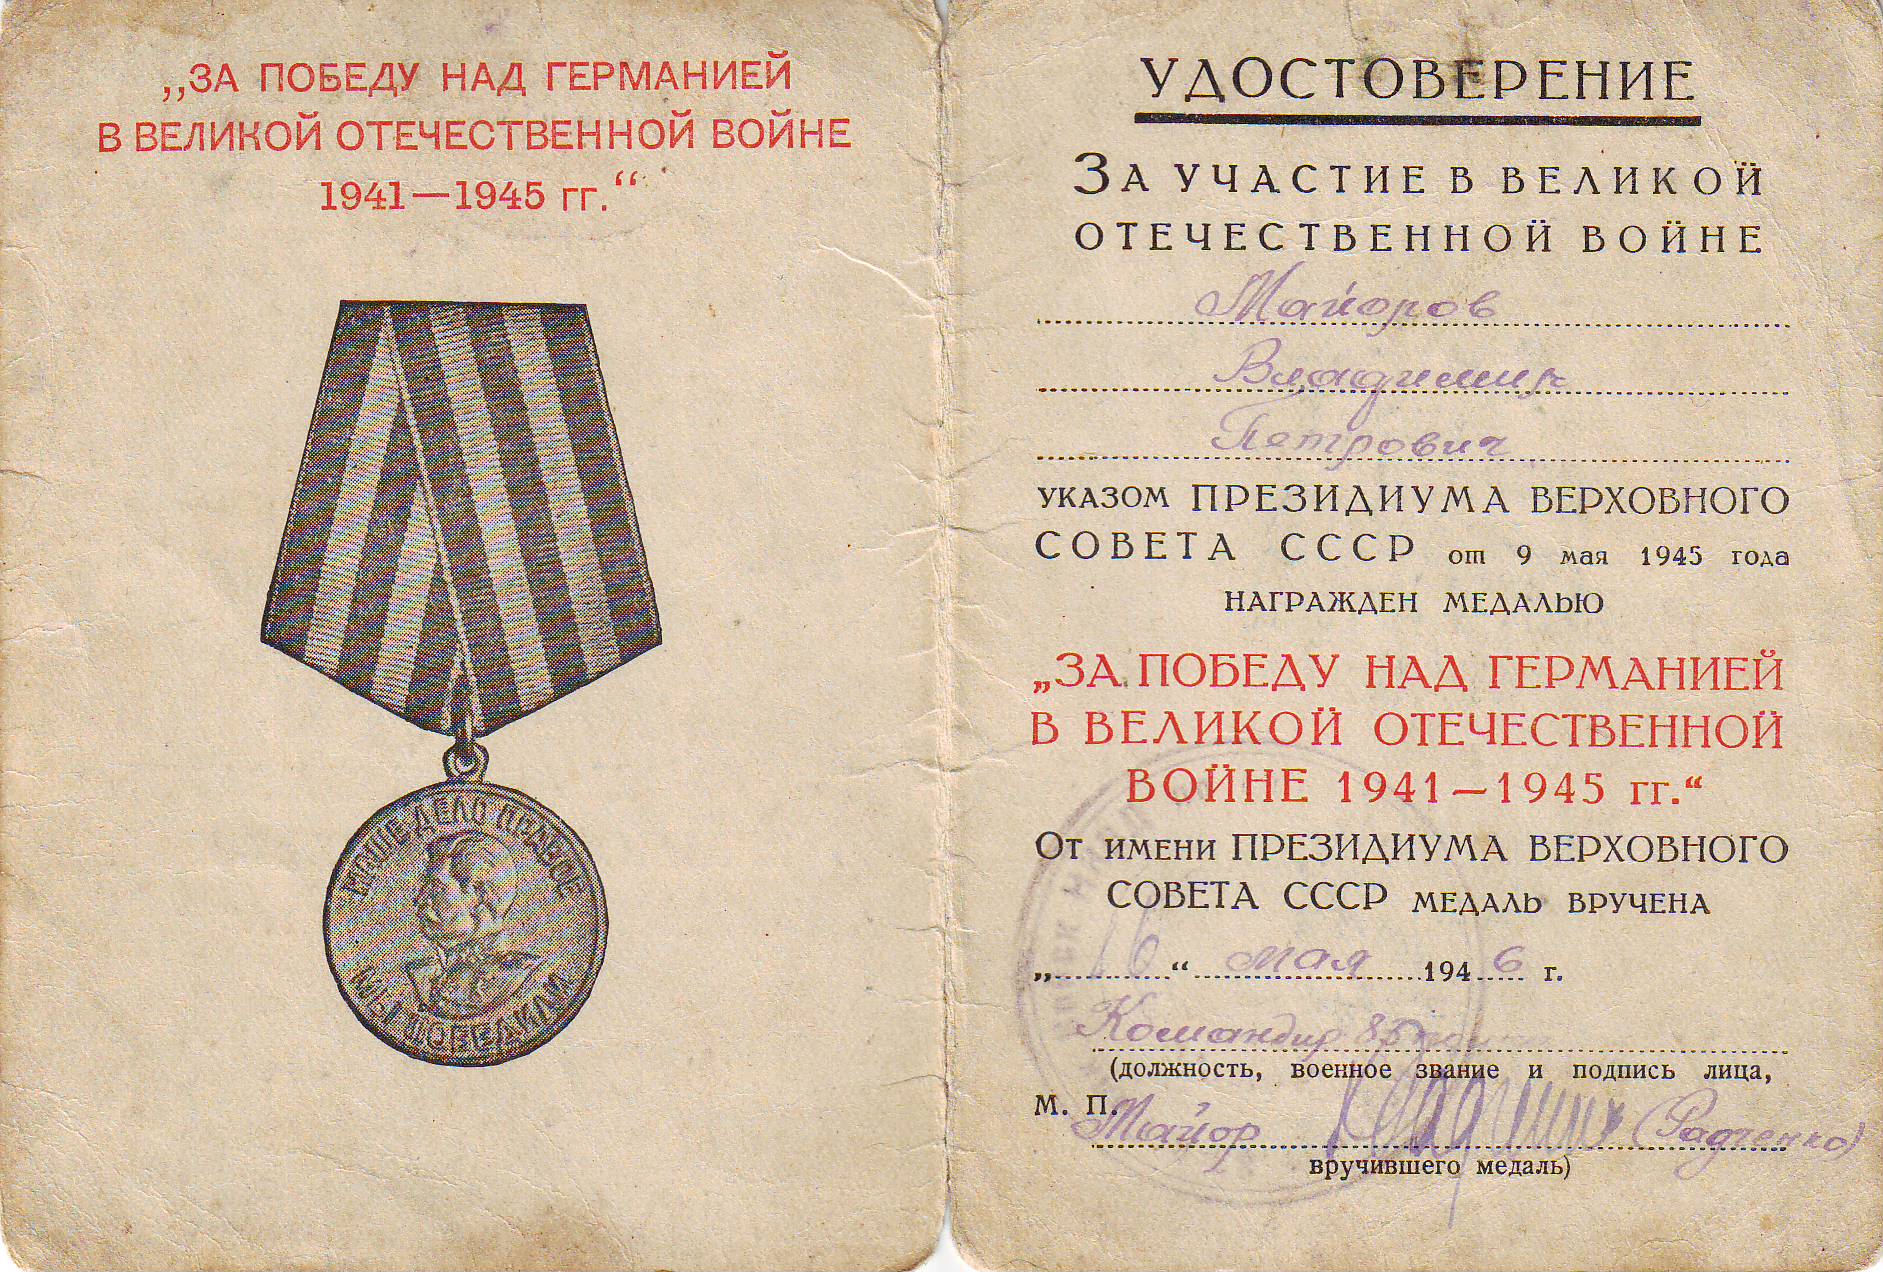 „ЗА ПОБЕДУ НАД ГЕРМАНИЕЙ
В ВЕЛИКОЙ ОТЕЧЕСТВЕННОЙ ВОЙНЕ
1941—1945 гг.“
НАШЕ ДЕЛО ПРАВОЕ
МЫ ПОБЕДИЛИ
УДОСТОВЕРЕНИЕ
ЗА УЧАСТИЕ В ВЕЛИКОЙ
ОТЕЧЕСТВЕННОЙ ВОЙНЕ
Майоров
Владимир
Петрович
УКАЗОМ ПРЕЗИДИУМА ВЕРХОВНОГО
СОВЕТА СССР от 9 мая 1945 года
НАГРАЖДЕН МЕДАЛЬЮ
„ЗА ПОБЕДУ НАД ГЕРМАНИЕЙ
В ВЕЛИКОЙ ОТЕЧЕСТВЕННОЙ
ВОЙНЕ 1941—1945 гг.“
ОТ ИМЕНИ ПРЕЗИДИУМА ВЕРХОВНОГО
СОВЕТА СССР МЕДАЛЬ ВРУЧЕНА
„10“ мая 1946 г.
Командир 85
(должность, военное звание и подпись лица,
М. П.
Майор (Радченко)
вручившего медаль)